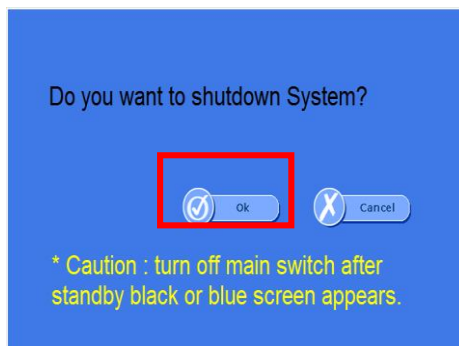 Do you want to shutdown System?
Ok
Cancel
* Caution : turn off main switch after
standby black or blue screen appears.